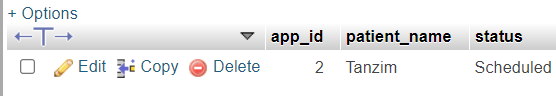 + Options
←T→ app_id patient_name status
Edit Copy Delete 2 Tanzim Scheduled